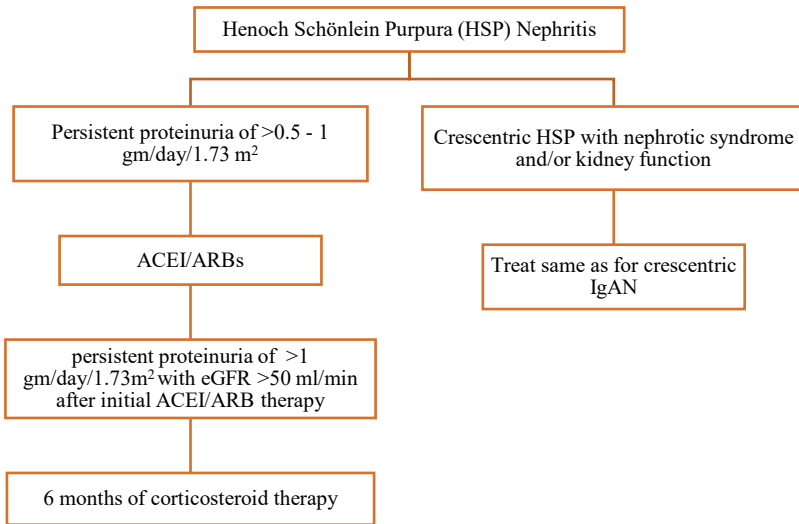 Henoch Schönlein Purpura (HSP) Nephritis
Persistent proteinuria of >0.5 - 1
gm/day/1.73 m²
ACEI/ARBs
persistent proteinuria of >1
gm/day/1.73m² with eGFR >50 ml/min
after initial ACEI/ARB therapy
6 months of corticosteroid therapy
Crescentric HSP with nephrotic syndrome
and/or kidney function
Treat same as for crescentric
IgAN